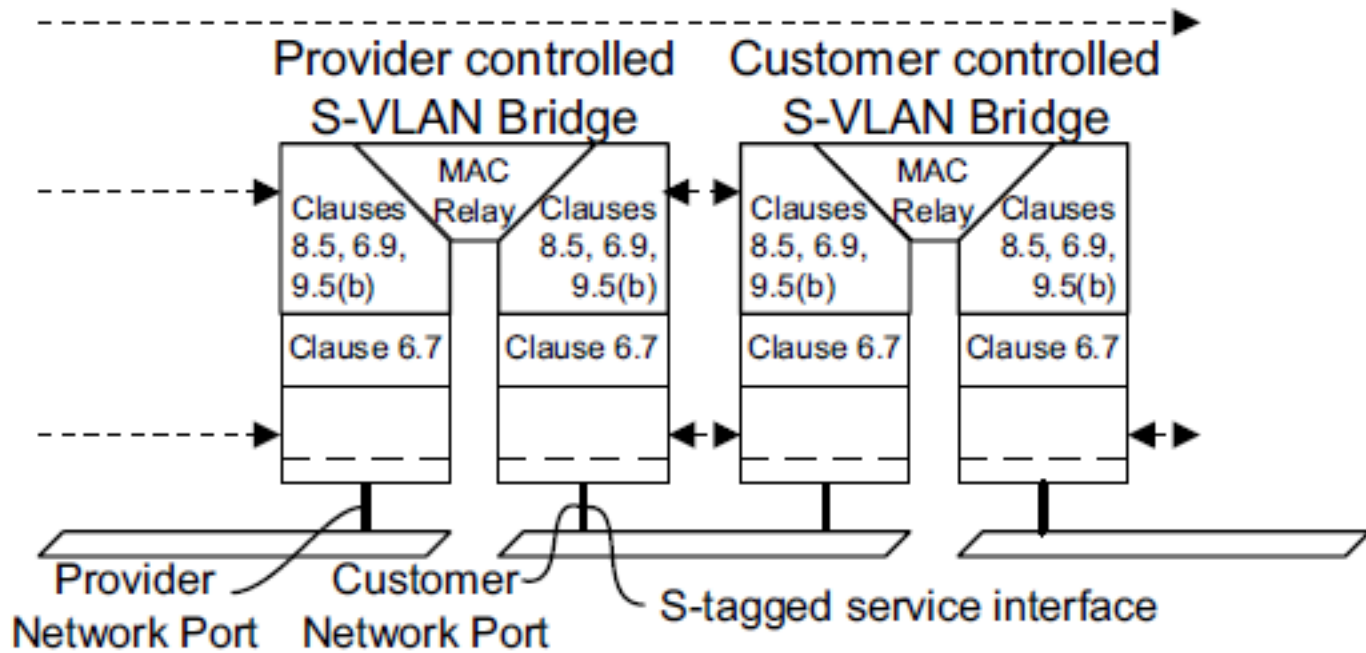 Provider controlled
S-VLAN Bridge
Customer controlled
S-VLAN Bridge
MAC
Relay
Clauses
8.5, 6.9,
9.5(b)
Clauses
8.5, 6.9,
9.5(b)
MAC
Relay
Clauses
8.5, 6.9,
9.5(b)
Clauses
8.5, 6.9,
9.5(b)
Clause 6.7
Clause 6.7
Clause 6.7
Clause 6.7
Provider
Network Port
Customer
Network Port
S-tagged service interface